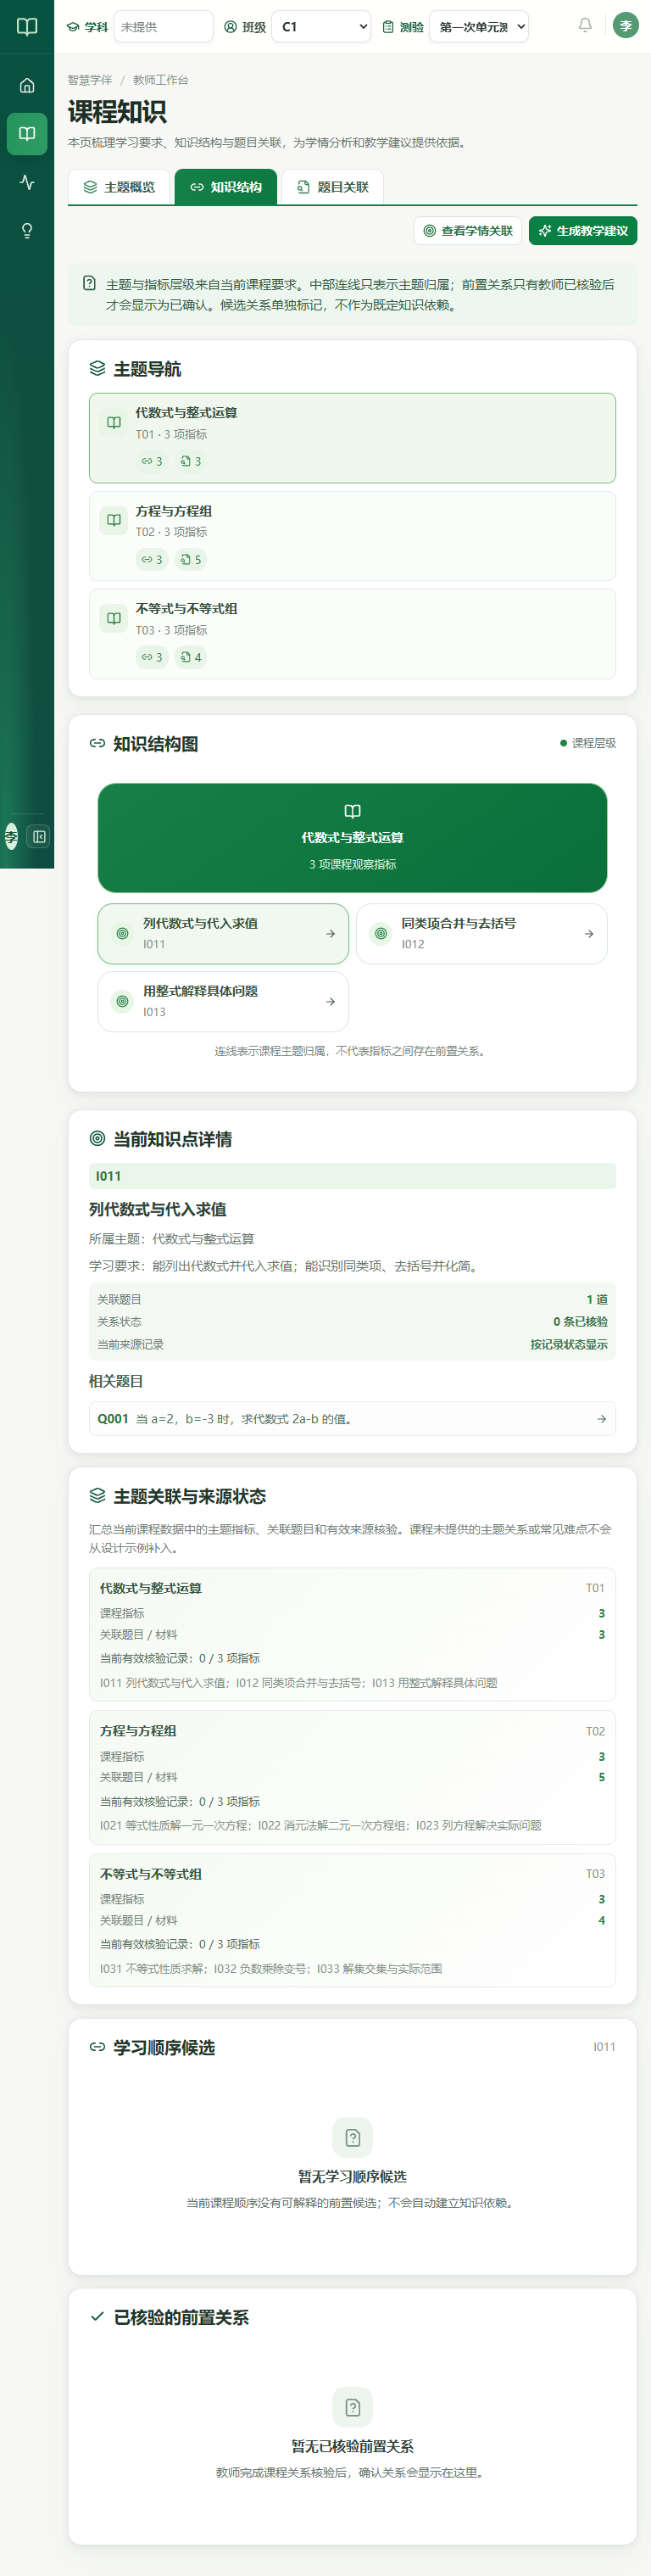 学科 未提供 班级 C1 测验 第一次单元测 李
智慧学伴 / 教师工作台
课程知识
本页梳理学习要求、知识结构与题目关联，为学情分析和教学建议提供依据。
主题概览 知识结构 题目关联
查看学情关联 生成教学建议
主题与指标层级来自当前课程要求。中部连线只表示主题归属；前置关系只有教师已核验后
才会显示为已确认。候选关系单独标记，不作为既定知识依赖。
主题导航
代数式与整式运算
T01 · 3 项指标
3 3
方程与方程组
T02 · 3 项指标
3 5
不等式与不等式组
T03 · 3 项指标
3 4
知识结构图 课程层级
代数式与整式运算
3 项课程观察指标
李
列代数式与代入求值 同类项合并与去括号
I011 I012
用整式解释具体问题
I013
连线表示课程主题归属，不代表指标之间存在前置关系。
当前知识点详情
I011
列代数式与代入求值
所属主题：代数式与整式运算
学习要求：能列出代数式并代入求值；能识别同类项、去括号并化简。
关联题目 1 道
关系状态 0 条已核验
当前来源记录 按记录状态显示
相关题目
Q001 当 a=2，b=-3 时，求代数式 2a-b 的值。
主题关联与来源状态
汇总当前课程数据中的主题指标、关联题目和有效来源核验。课程未提供的主题关系或常见难点不会
从设计示例补入。
代数式与整式运算 T01
课程指标 3
关联题目 / 材料 3
当前有效核验记录：0 / 3 项指标
I011 列代数式与代入求值；I012 同类项合并与去括号；I013 用整式解释具体问题
方程与方程组 T02
课程指标 3
关联题目 / 材料 5
当前有效核验记录：0 / 3 项指标
I021 等式性质解一元一次方程；I022 消元法解二元一次方程组；I023 列方程解决实际问题
不等式与不等式组 T03
课程指标 3
关联题目 / 材料 4
当前有效核验记录：0 / 3 项指标
I031 不等式性质求解；I032 负数乘除变号；I033 解集交集与实际范围
学习顺序候选 I011
暂无学习顺序候选
当前课程顺序没有可解释的前置候选；不会自动建立知识依赖。
已核验的前置关系
暂无已核验前置关系
教师完成课程关系核验后，确认关系会显示在这里。